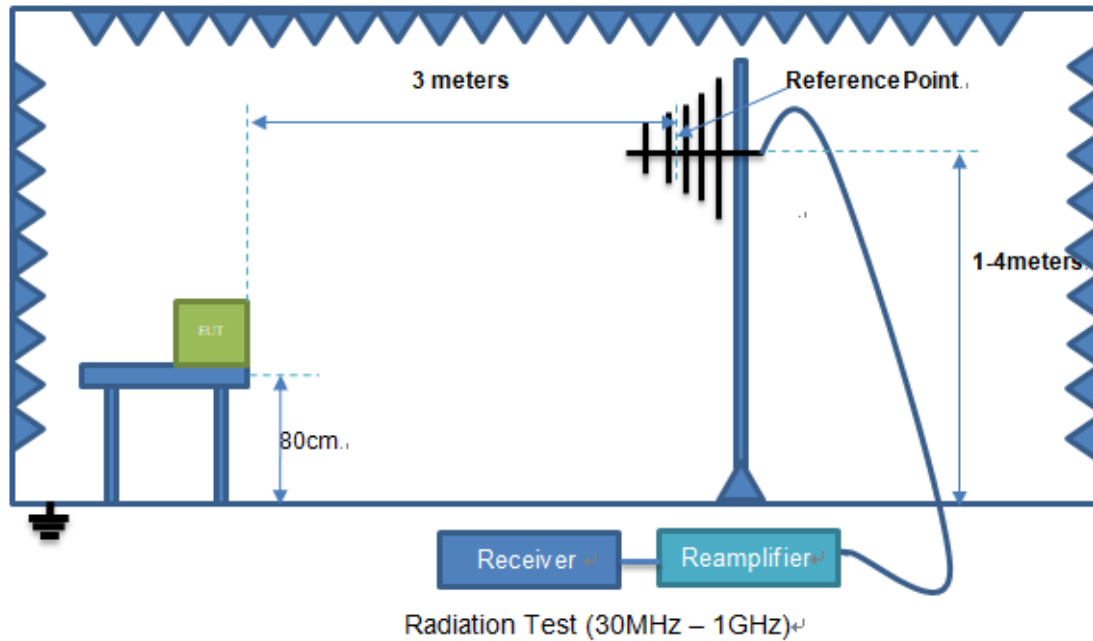 3 meters
Reference Point.
1-4meters.
EUT
80cm.
Receiver
Reamplifier
Radiation Test (30MHz – 1GHz)